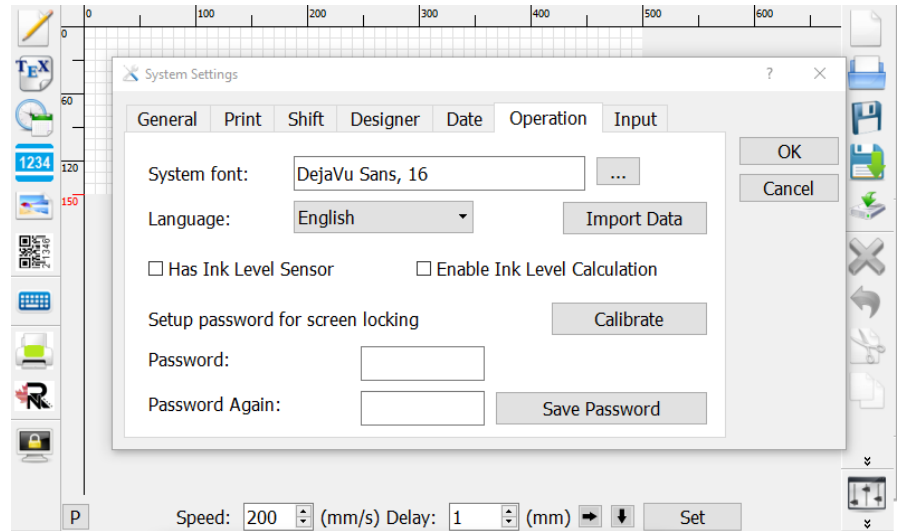 0 100 200 300 400 500 600
0
60
120
150
TEX
1234
21346
System Settings ?
General Print Shift Designer Date Operation Input
OK
Cancel
System font: DejaVu Sans, 16 ...
Language: English Import Data
Has Ink Level Sensor Enable Ink Level Calculation
Setup password for screen locking Calibrate
Password:
Password Again: Save Password
P Speed: 200 (mm/s) Delay: 1 (mm) Set